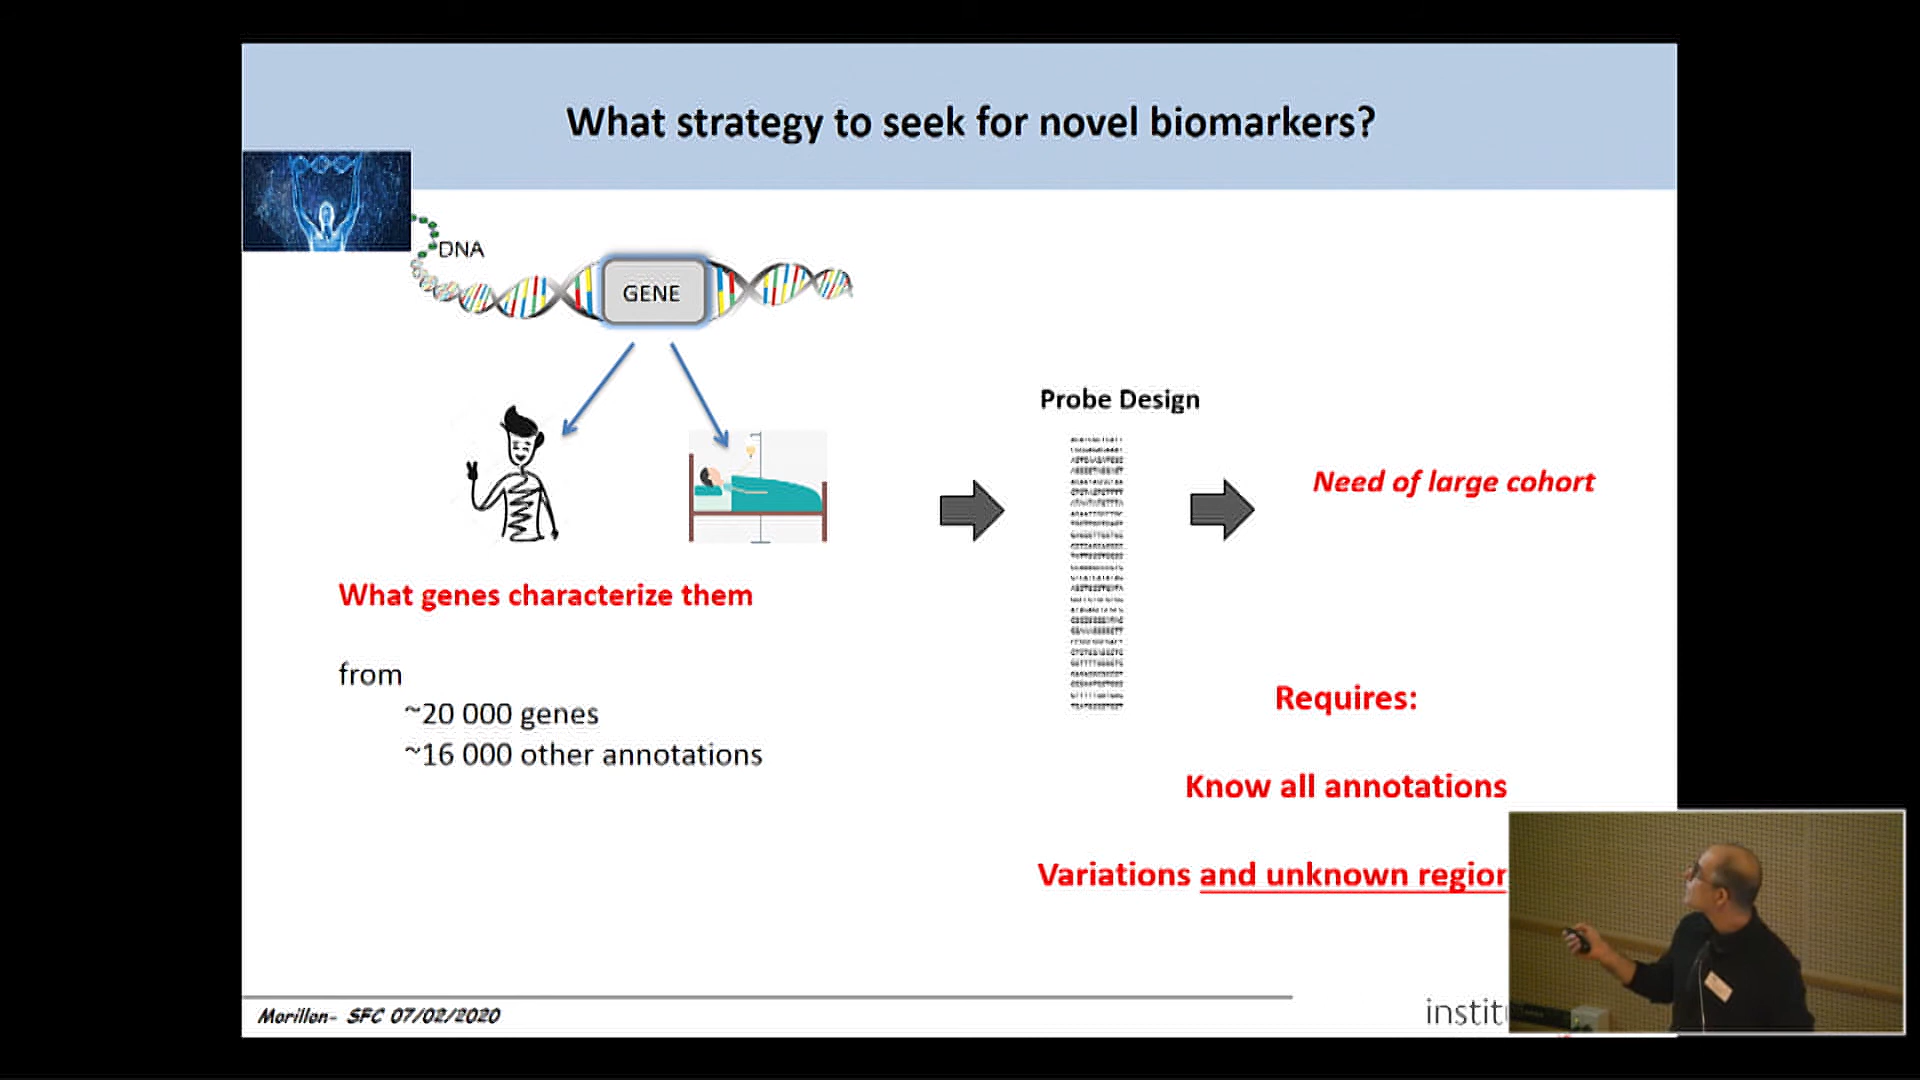 What strategy to seek for novel biomarkers?
DNA
GENE
Probe Design
Need of large cohort
What genes characterize them
from
~20 000 genes
~16 000 other annotations
Requires:
Know all annotations
Variations and unknown region
Morillon- SFC 07/02/2020
instit